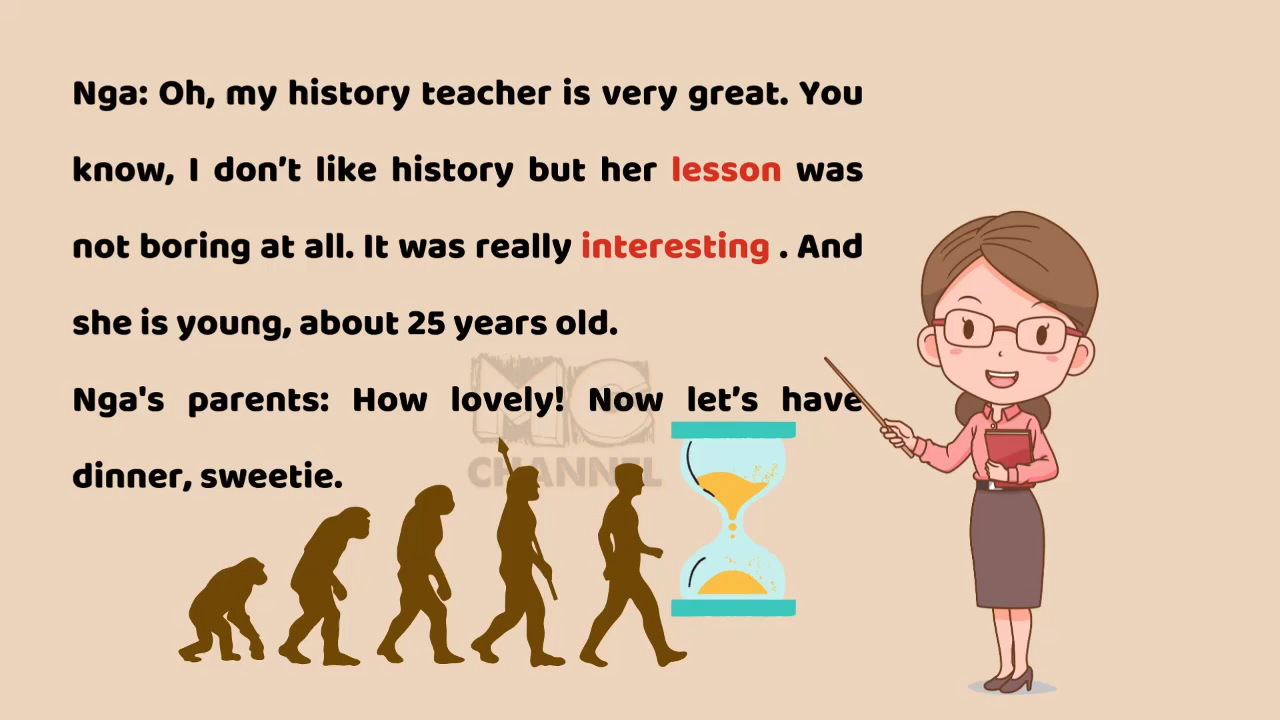 Nga: Oh, my history teacher is very great. You
know, I don’t like history but her lesson was
not boring at all. It was really interesting . And
she is young, about 25 years old.
Nga's parents: How lovely! Now let’s have
dinner, sweetie.
MC
CHANNEL